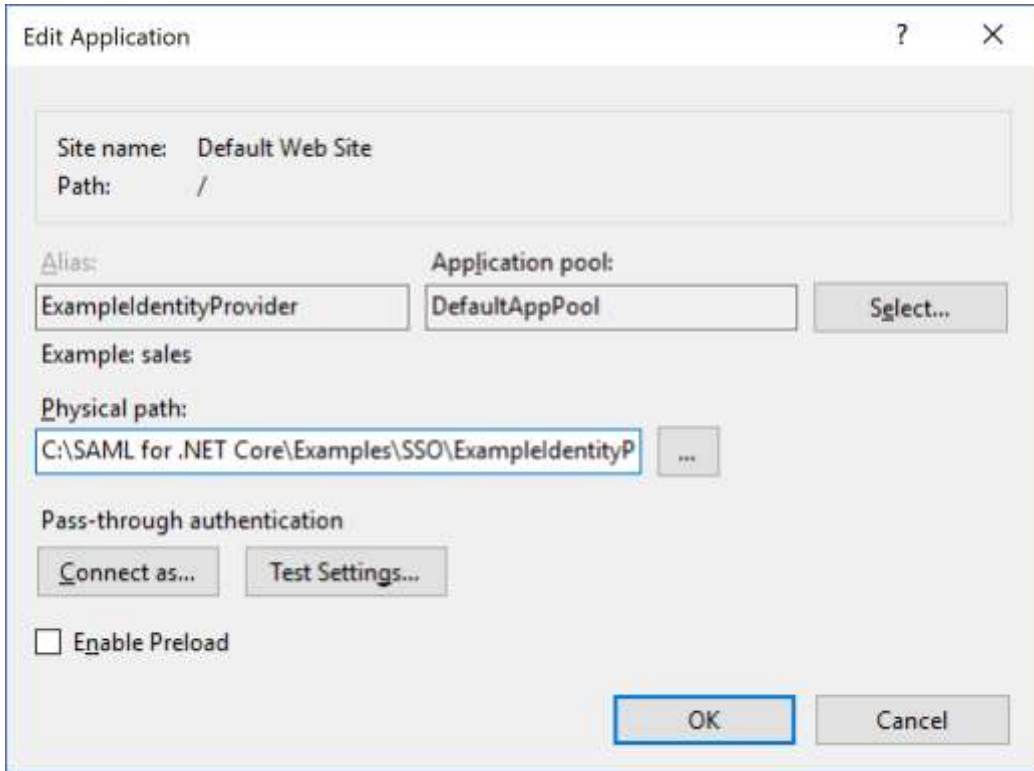 Edit Application
? ×
Site name: Default Web Site
Path: /
Alias: Application pool:
ExampleIdentityProvider DefaultAppPool Select...
Example: sales
Physical path:
C:\SAML for .NET Core\Examples\SSO\ExampleIdentityP ...
Pass-through authentication
Connect as... Test Settings...
Enable Preload
OK Cancel